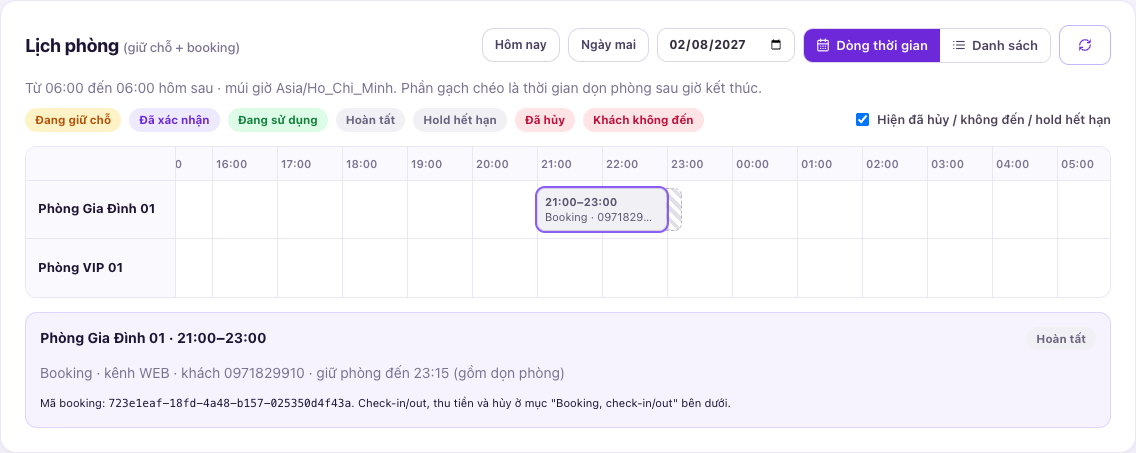 Lịch phòng (giữ chỗ + booking)
Hôm nay
Ngày mai
02/08/2027
Dòng thời gian
Danh sách
Từ 06:00 đến 06:00 hôm sau · múi giờ Asia/Ho_Chi_Minh. Phần gạch chéo là thời gian dọn phòng sau giờ kết thúc.
Đang giữ chỗ
Đã xác nhận
Đang sử dụng
Hoàn tất
Hold hết hạn
Đã hủy
Khách không đến
Hiện đã hủy / không đến / hold hết hạn
0 16:00 17:00 18:00 19:00 20:00 21:00 22:00 23:00 00:00 01:00 02:00 03:00 04:00 05:00
Phòng Gia Đình 01
21:00–23:00
Booking · 0971829...
Phòng VIP 01
Phòng Gia Đình 01 · 21:00–23:00
Hoàn tất
Booking · kênh WEB · khách 0971829910 · giữ phòng đến 23:15 (gồm dọn phòng)
Mã booking: 723e1eaf-18fd-4a48-b157-025350d4f43a. Check-in/out, thu tiền và hủy ở mục "Booking, check-in/out" bên dưới.